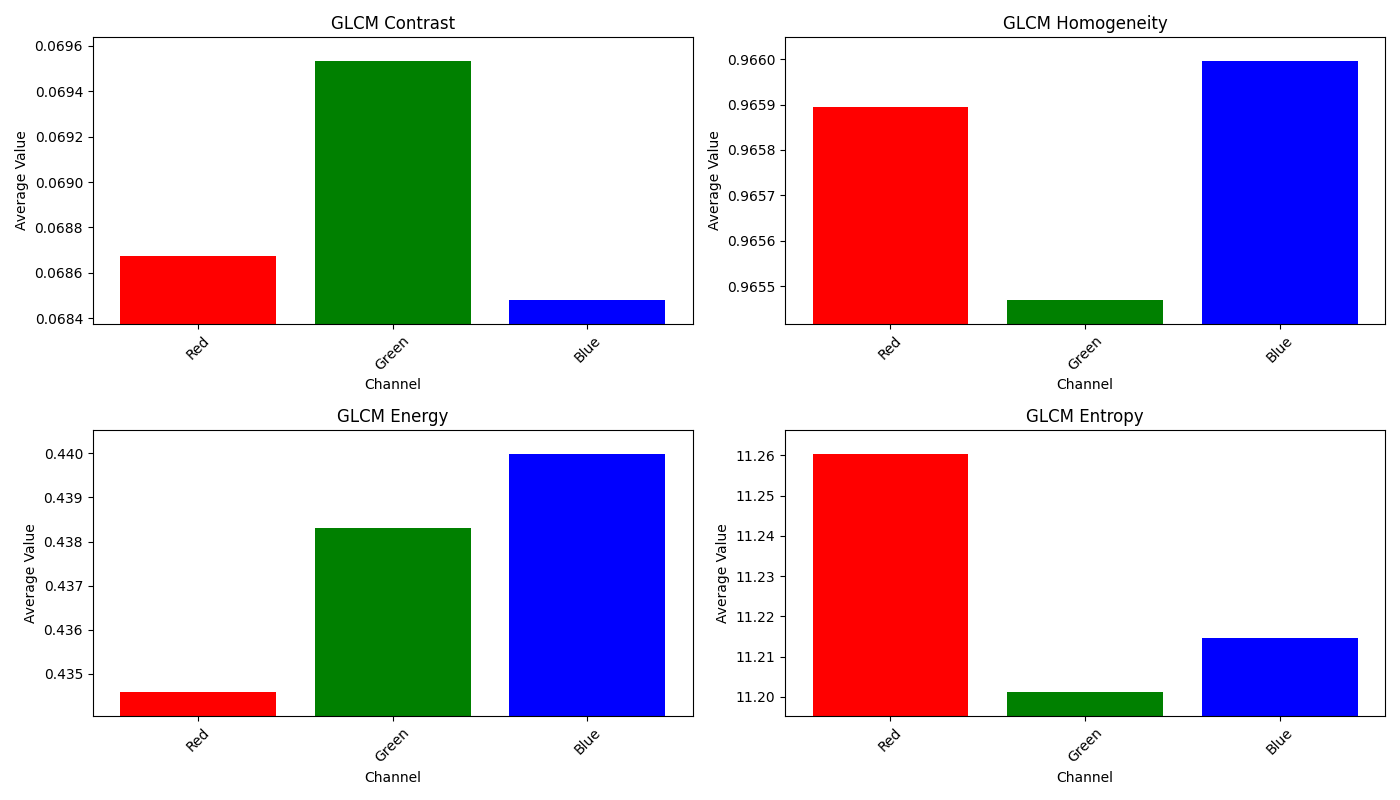 GLCM Contrast
Average Value
0.0696
0.0694
0.0692
0.0690
0.0688
0.0686
0.0684
Red
Green
Blue
Channel
GLCM Homogeneity
Average Value
0.9660
0.9659
0.9658
0.9657
0.9656
0.9655
Red
Green
Blue
Channel
GLCM Energy
Average Value
0.440
0.439
0.438
0.437
0.436
0.435
Red
Green
Blue
Channel
GLCM Entropy
Average Value
11.26
11.25
11.24
11.23
11.22
11.21
11.20
Red
Green
Blue
Channel